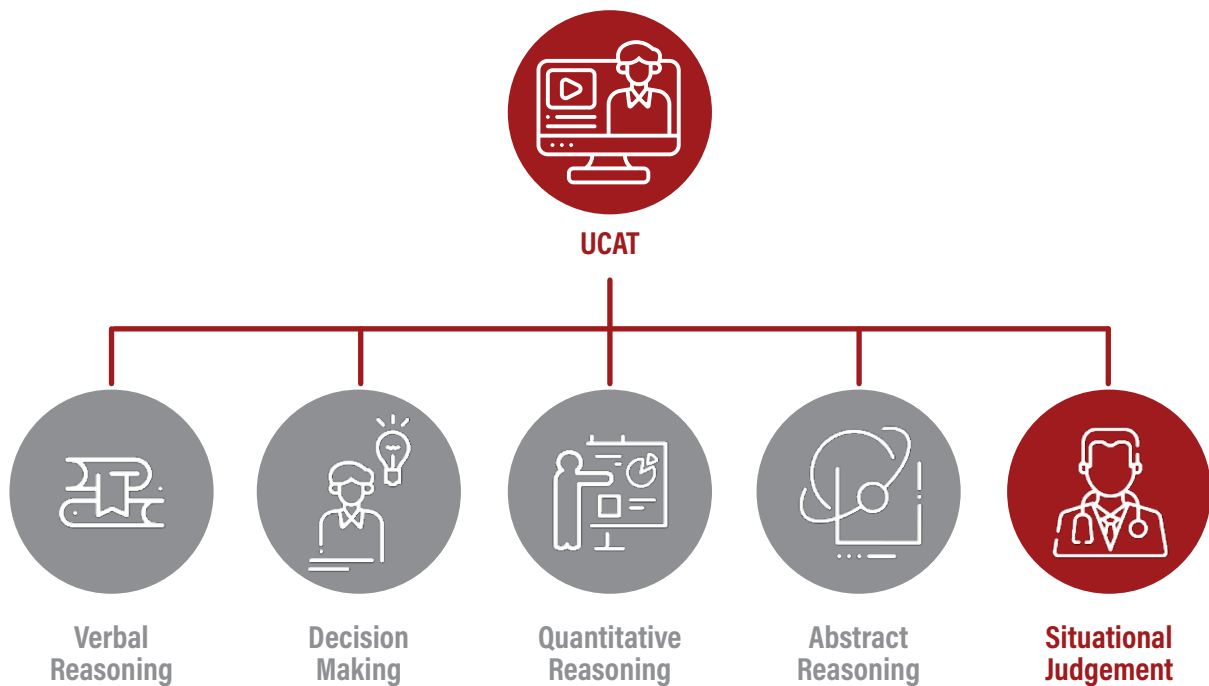 UCAT
Verbal
Reasoning
Decision
Making
Quantitative
Reasoning
Abstract
Reasoning
Situational
Judgement